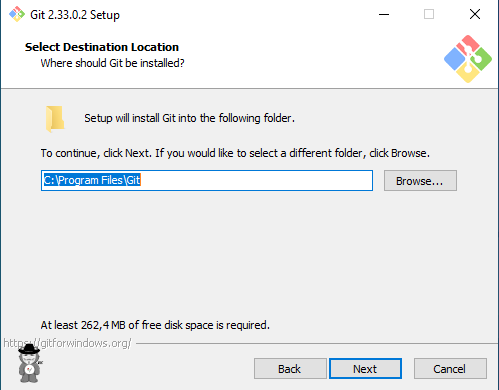 Git 2.33.0.2 Setup
Select Destination Location
Where should Git be installed?
Setup will install Git into the following folder.
To continue, click Next. If you would like to select a different folder, click Browse.
C:\Program Files\Git
Browse...
At least 262,4 MB of free disk space is required.
https://gitforwindows.org/
Back
Next
Cancel